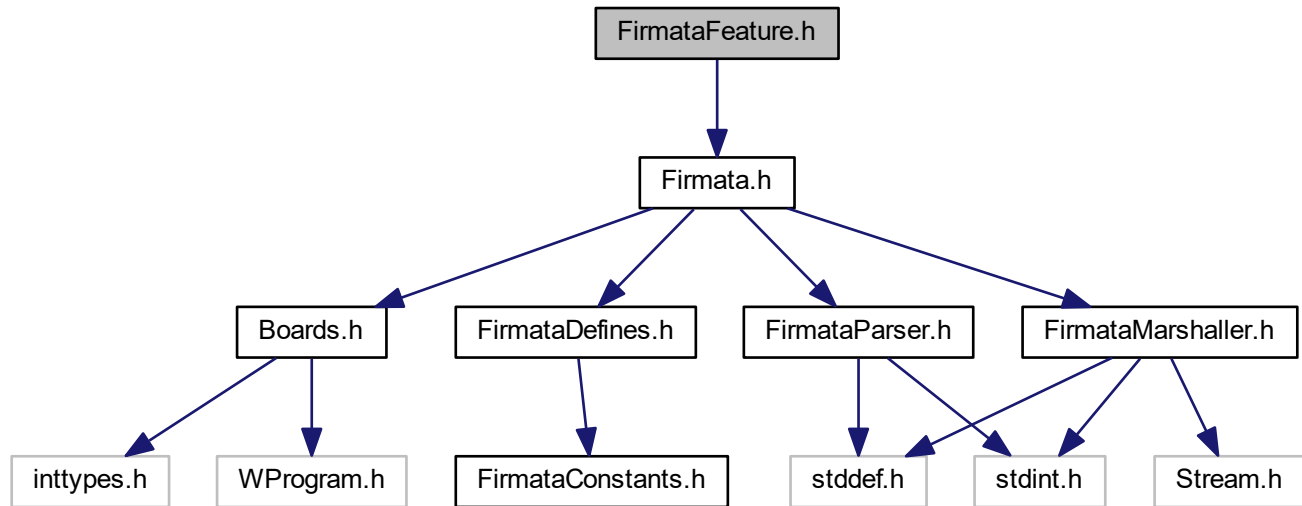 FirmataFeature.h
Firmata.h
Boards.h
FirmataDefines.h
FirmataParser.h
FirmataMarshaller.h
inttypes.h
WProgram.h
FirmataConstants.h
stddef.h
stdint.h
Stream.h